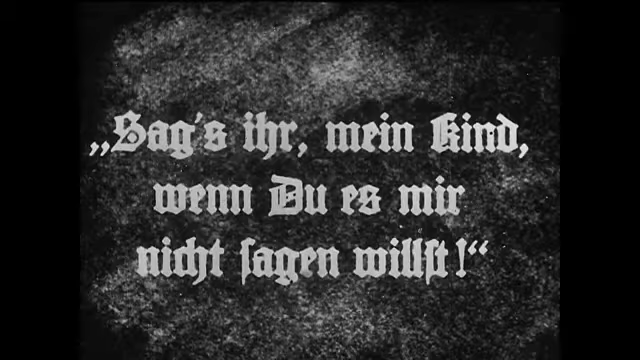 „Sag's ihr, mein Kind,
wenn Du es mir
nicht sagen willst!“